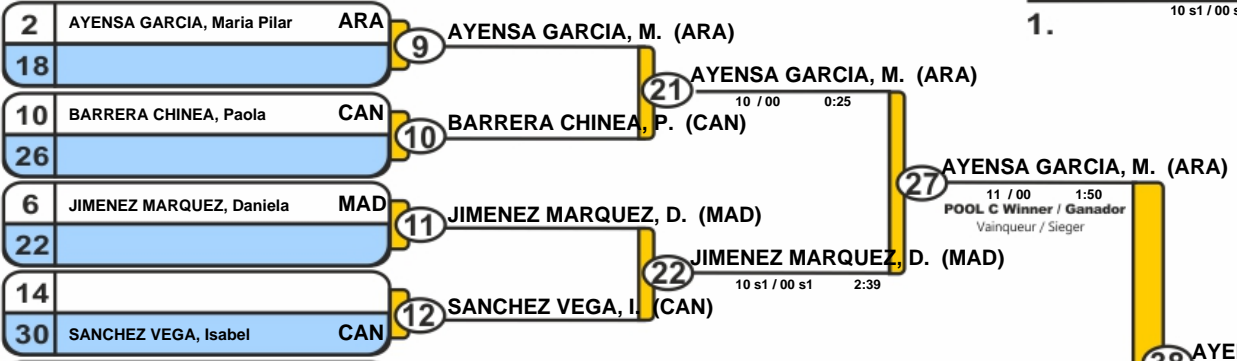 2 AYENSA GARCIA, Maria Pilar ARA
18
9 AYENSA GARCIA, M. (ARA)
10 BARRERA CHINEA, Paola CAN
26
10 BARRERA CHINEA, P. (CAN)
6 JIMENEZ MARQUEZ, Daniela MAD
22
11 JIMENEZ MARQUEZ, D. (MAD)
14
30 SANCHEZ VEGA, Isabel CAN
12 SANCHEZ VEGA, I. (CAN)
21 AYENSA GARCIA, M. (ARA)
10 / 00 0:25
22 JIMENEZ MARQUEZ, D. (MAD)
10 s1 / 00 s1 2:39
27 AYENSA GARCIA, M. (ARA)
11 / 00 1:50
POOL C Winner / Ganador
Vainqueur / Sieger
10 s1 / 00 s
1.
38 AYE